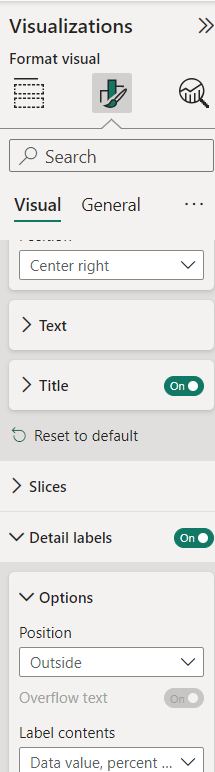 Visualizations
Format visual
Search
Visual General ...
Position
Center right
Text
Title On
Reset to default
Slices
Detail labels On
Options
Position
Outside
Overflow text On
Label contents
Data value, percent ...